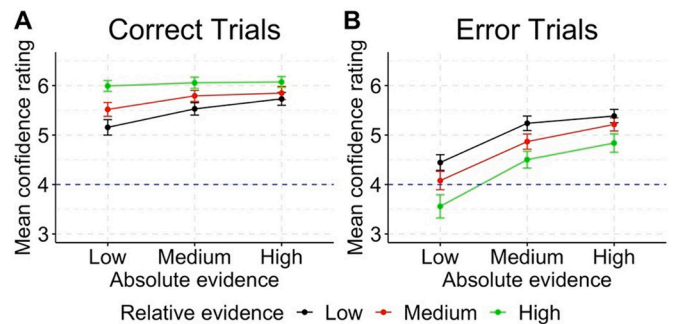 A Correct Trials
Mean confidence rating
6
5
4
3
Low Medium High
Absolute evidence
B Error Trials
Mean confidence rating
6
5
4
3
Low Medium High
Absolute evidence
Relative evidence Low Medium High